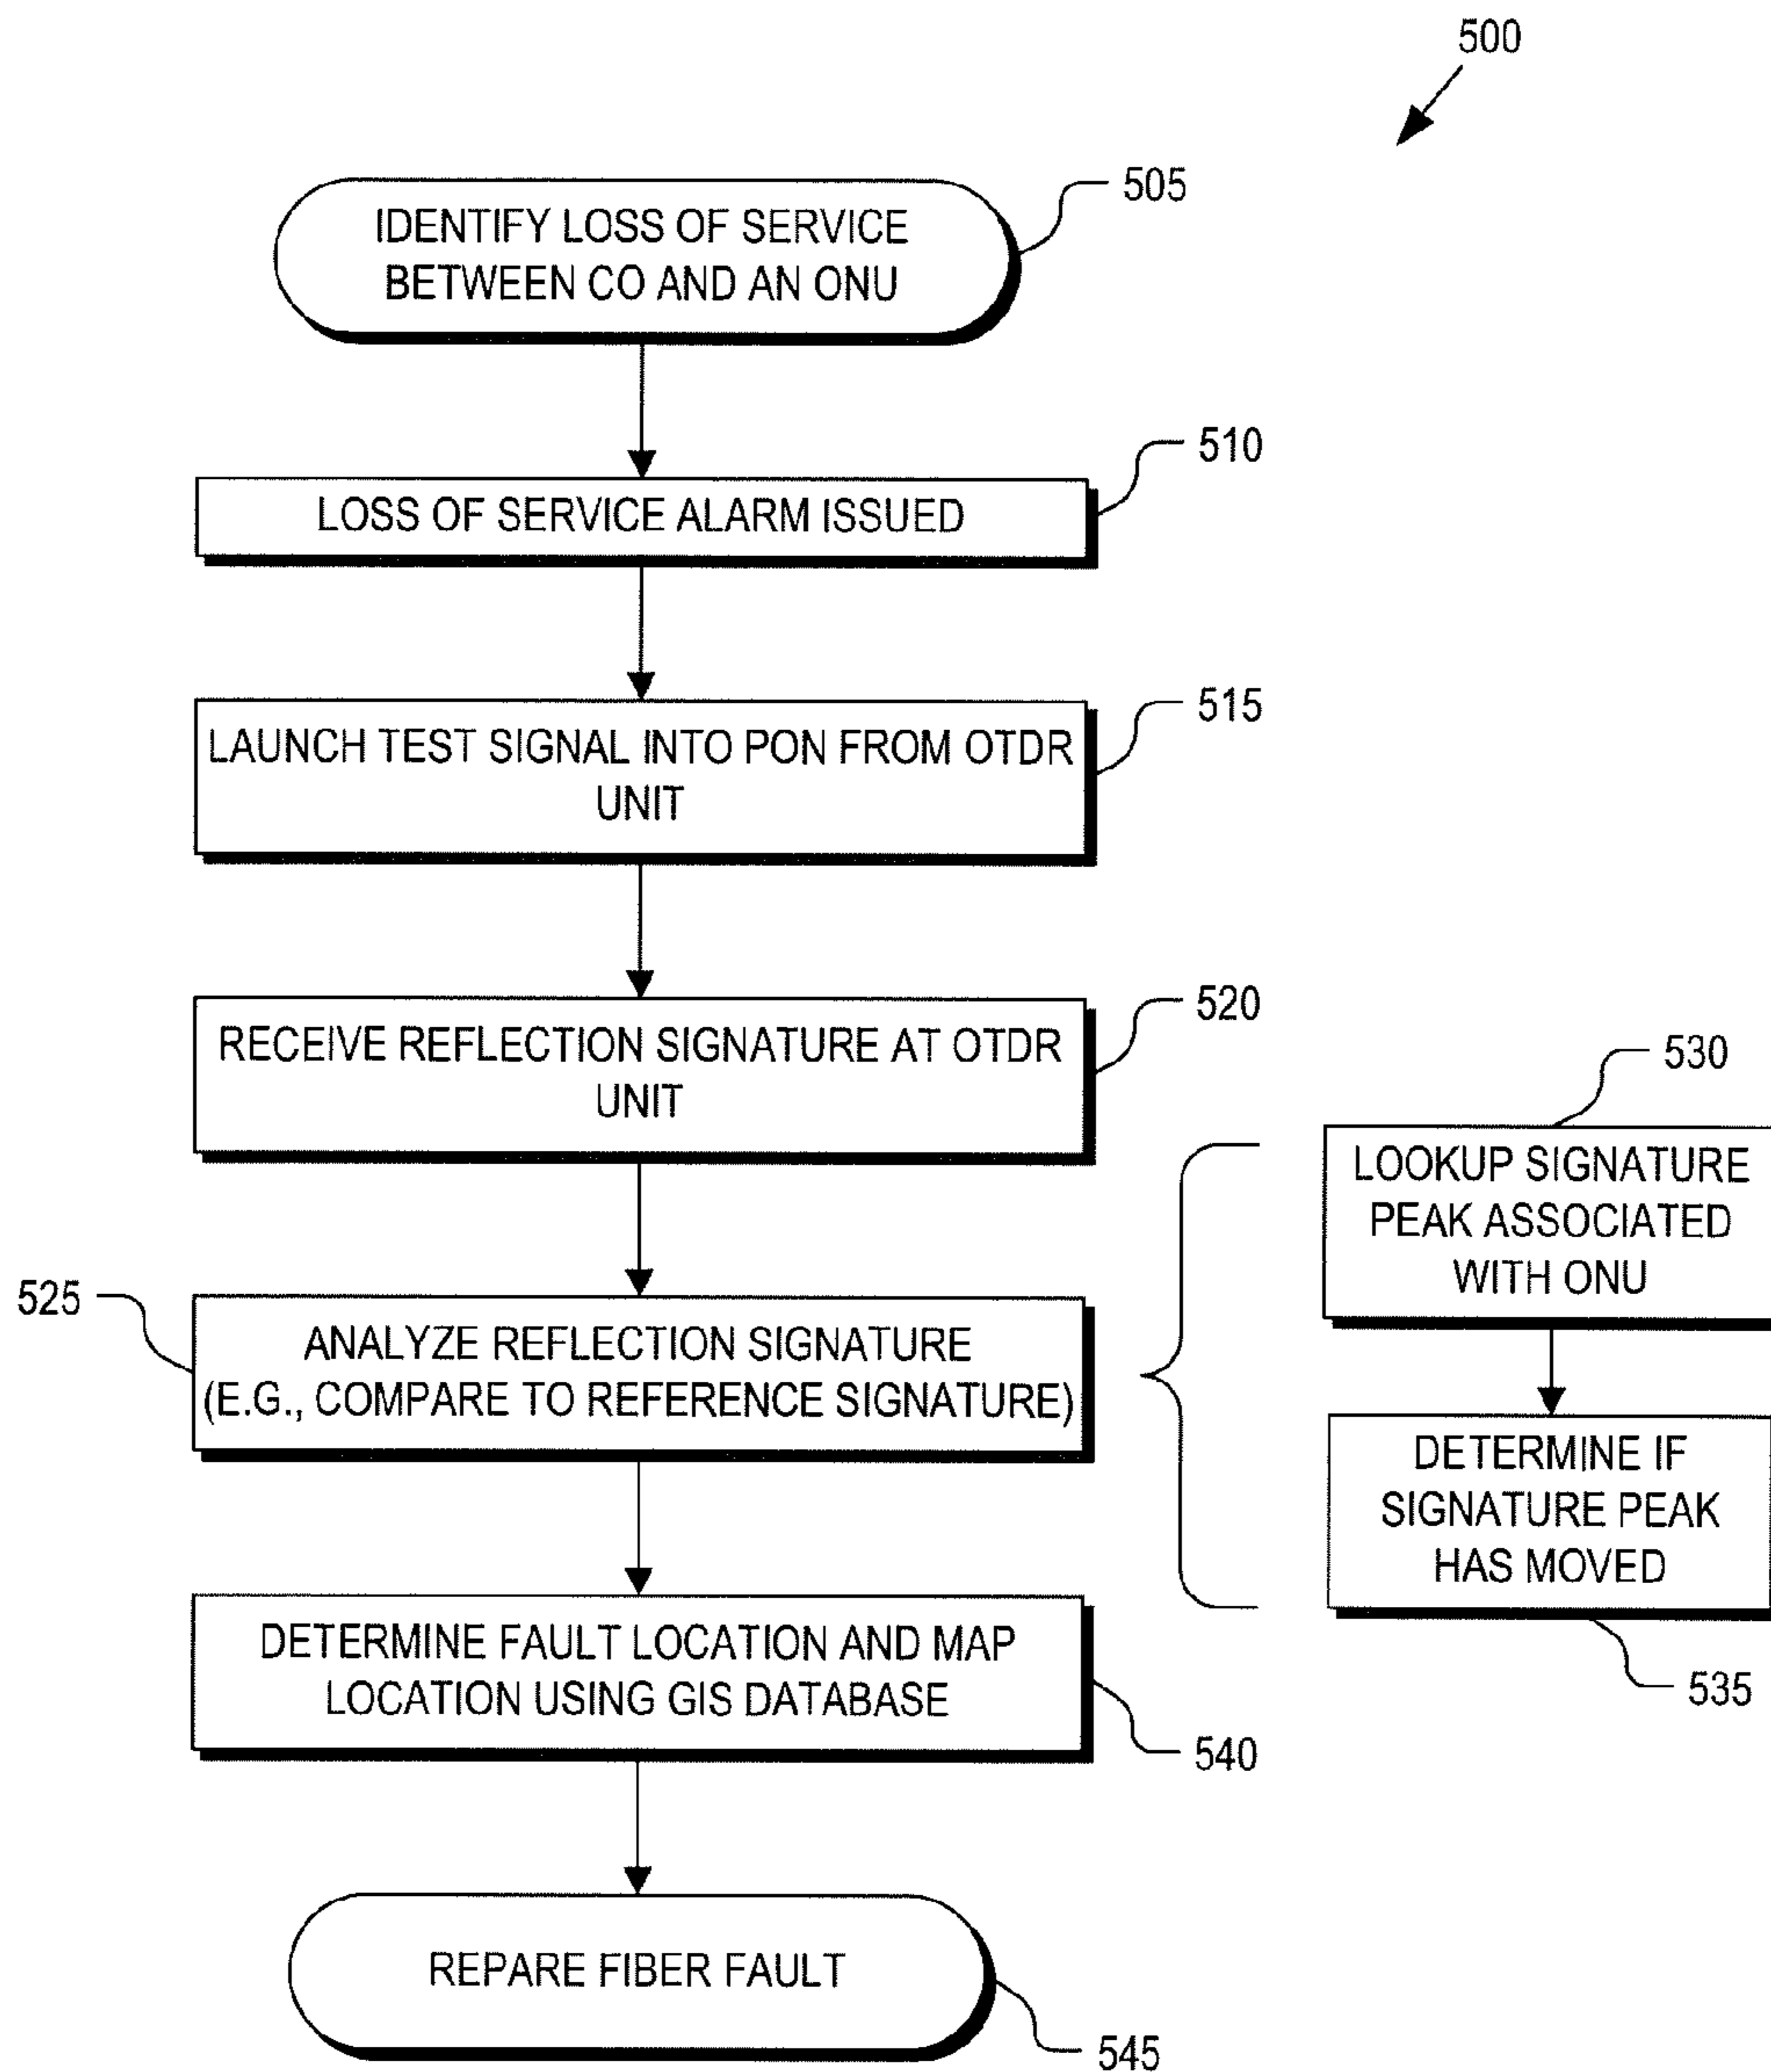 500
IDENTIFY LOSS OF SERVICE
BETWEEN CO AND AN ONU
505
LOSS OF SERVICE ALARM ISSUED
510
LAUNCH TEST SIGNAL INTO PON FROM OTDR
UNIT
515
RECEIVE REFLECTION SIGNATURE AT OTDR
UNIT
520
ANALYZE REFLECTION SIGNATURE
(E.G., COMPARE TO REFERENCE SIGNATURE)
525
LOOKUP SIGNATURE
PEAK ASSOCIATED
WITH ONU
530
DETERMINE IF
SIGNATURE PEAK
HAS MOVED
535
DETERMINE FAULT LOCATION AND MAP
LOCATION USING GIS DATABASE
540
REPARE FIBER FAULT
545